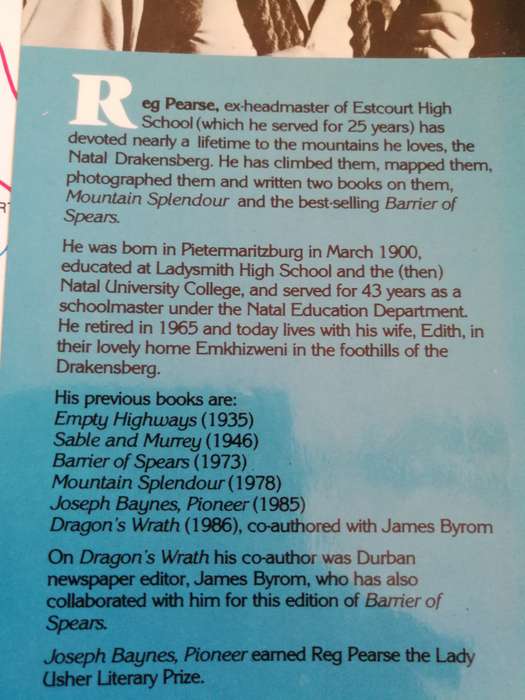 Reg Pearse, ex-headmaster of Estcourt High
School (which he served for 25 years) has
devoted nearly a lifetime to the mountains he loves, the
Natal Drakensberg. He has climbed them, mapped them,
photographed them and written two books on them,
Mountain Splendour and the best-selling Barrier of
Spears.
He was born in Pietermaritzburg in March 1900,
educated at Ladysmith High School and the (then)
Natal University College, and served for 43 years as a
schoolmaster under the Natal Education Department.
He retired in 1965 and today lives with his wife, Edith, in
their lovely home Emkhizweni in the foothills of the
Drakensberg.
His previous books are:
Empty Highways (1935)
Sable and Murrey (1946)
Barrier of Spears (1973)
Mountain Splendour (1978)
Joseph Baynes, Pioneer (1985)
Dragon's Wrath (1986), co-authored with James Byrom
On Dragon's Wrath his co-author was Durban
newspaper editor, James Byrom, who has also
collaborated with him for this edition of Barrier of
Spears.
Joseph Baynes, Pioneer earned Reg Pearse the Lady
Usher Literary Prize.